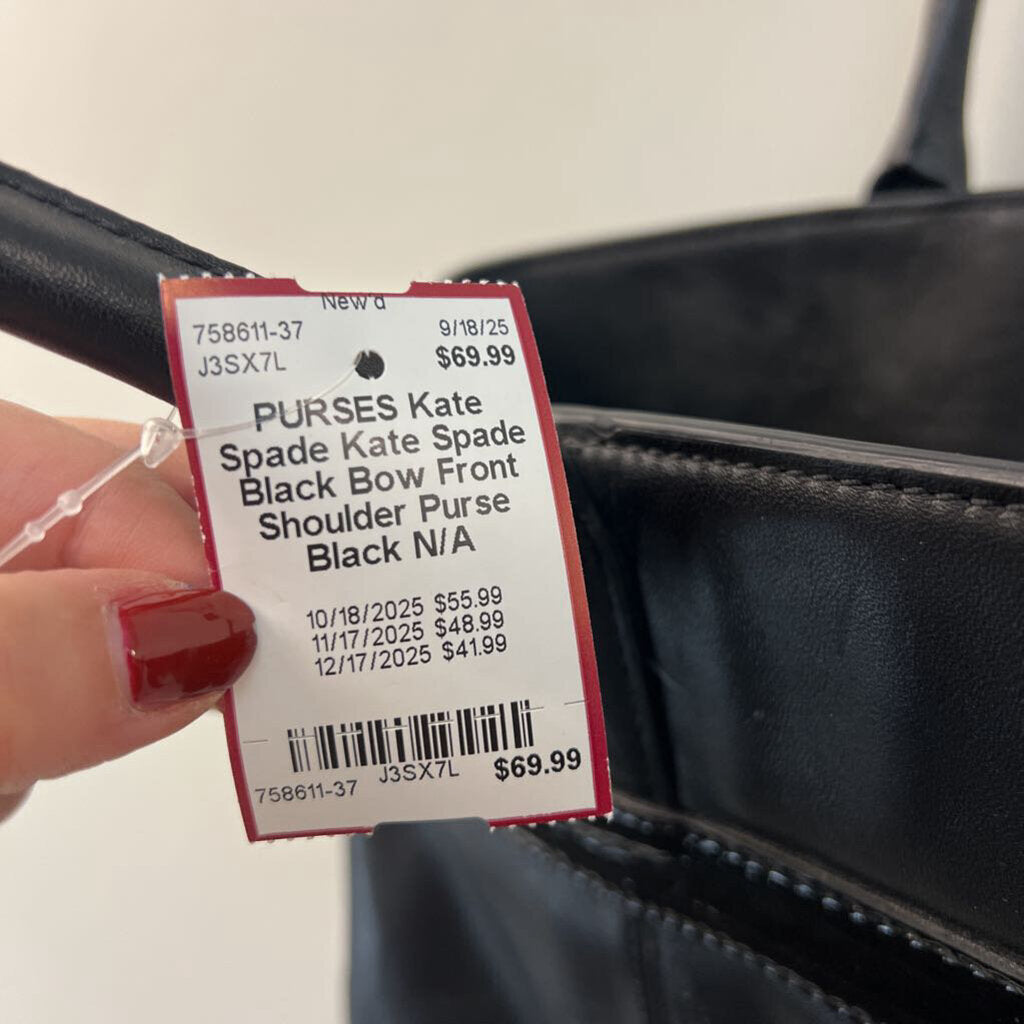 New'd
758611-37 9/18/25
J3SX7L $69.99
PURSES Kate
Spade Kate Spade
Black Bow Front
Shoulder Purse
Black N/A
10/18/2025 $55.99
11/17/2025 $48.99
12/17/2025 $41.99
758611-37 J3SX7L $69.99